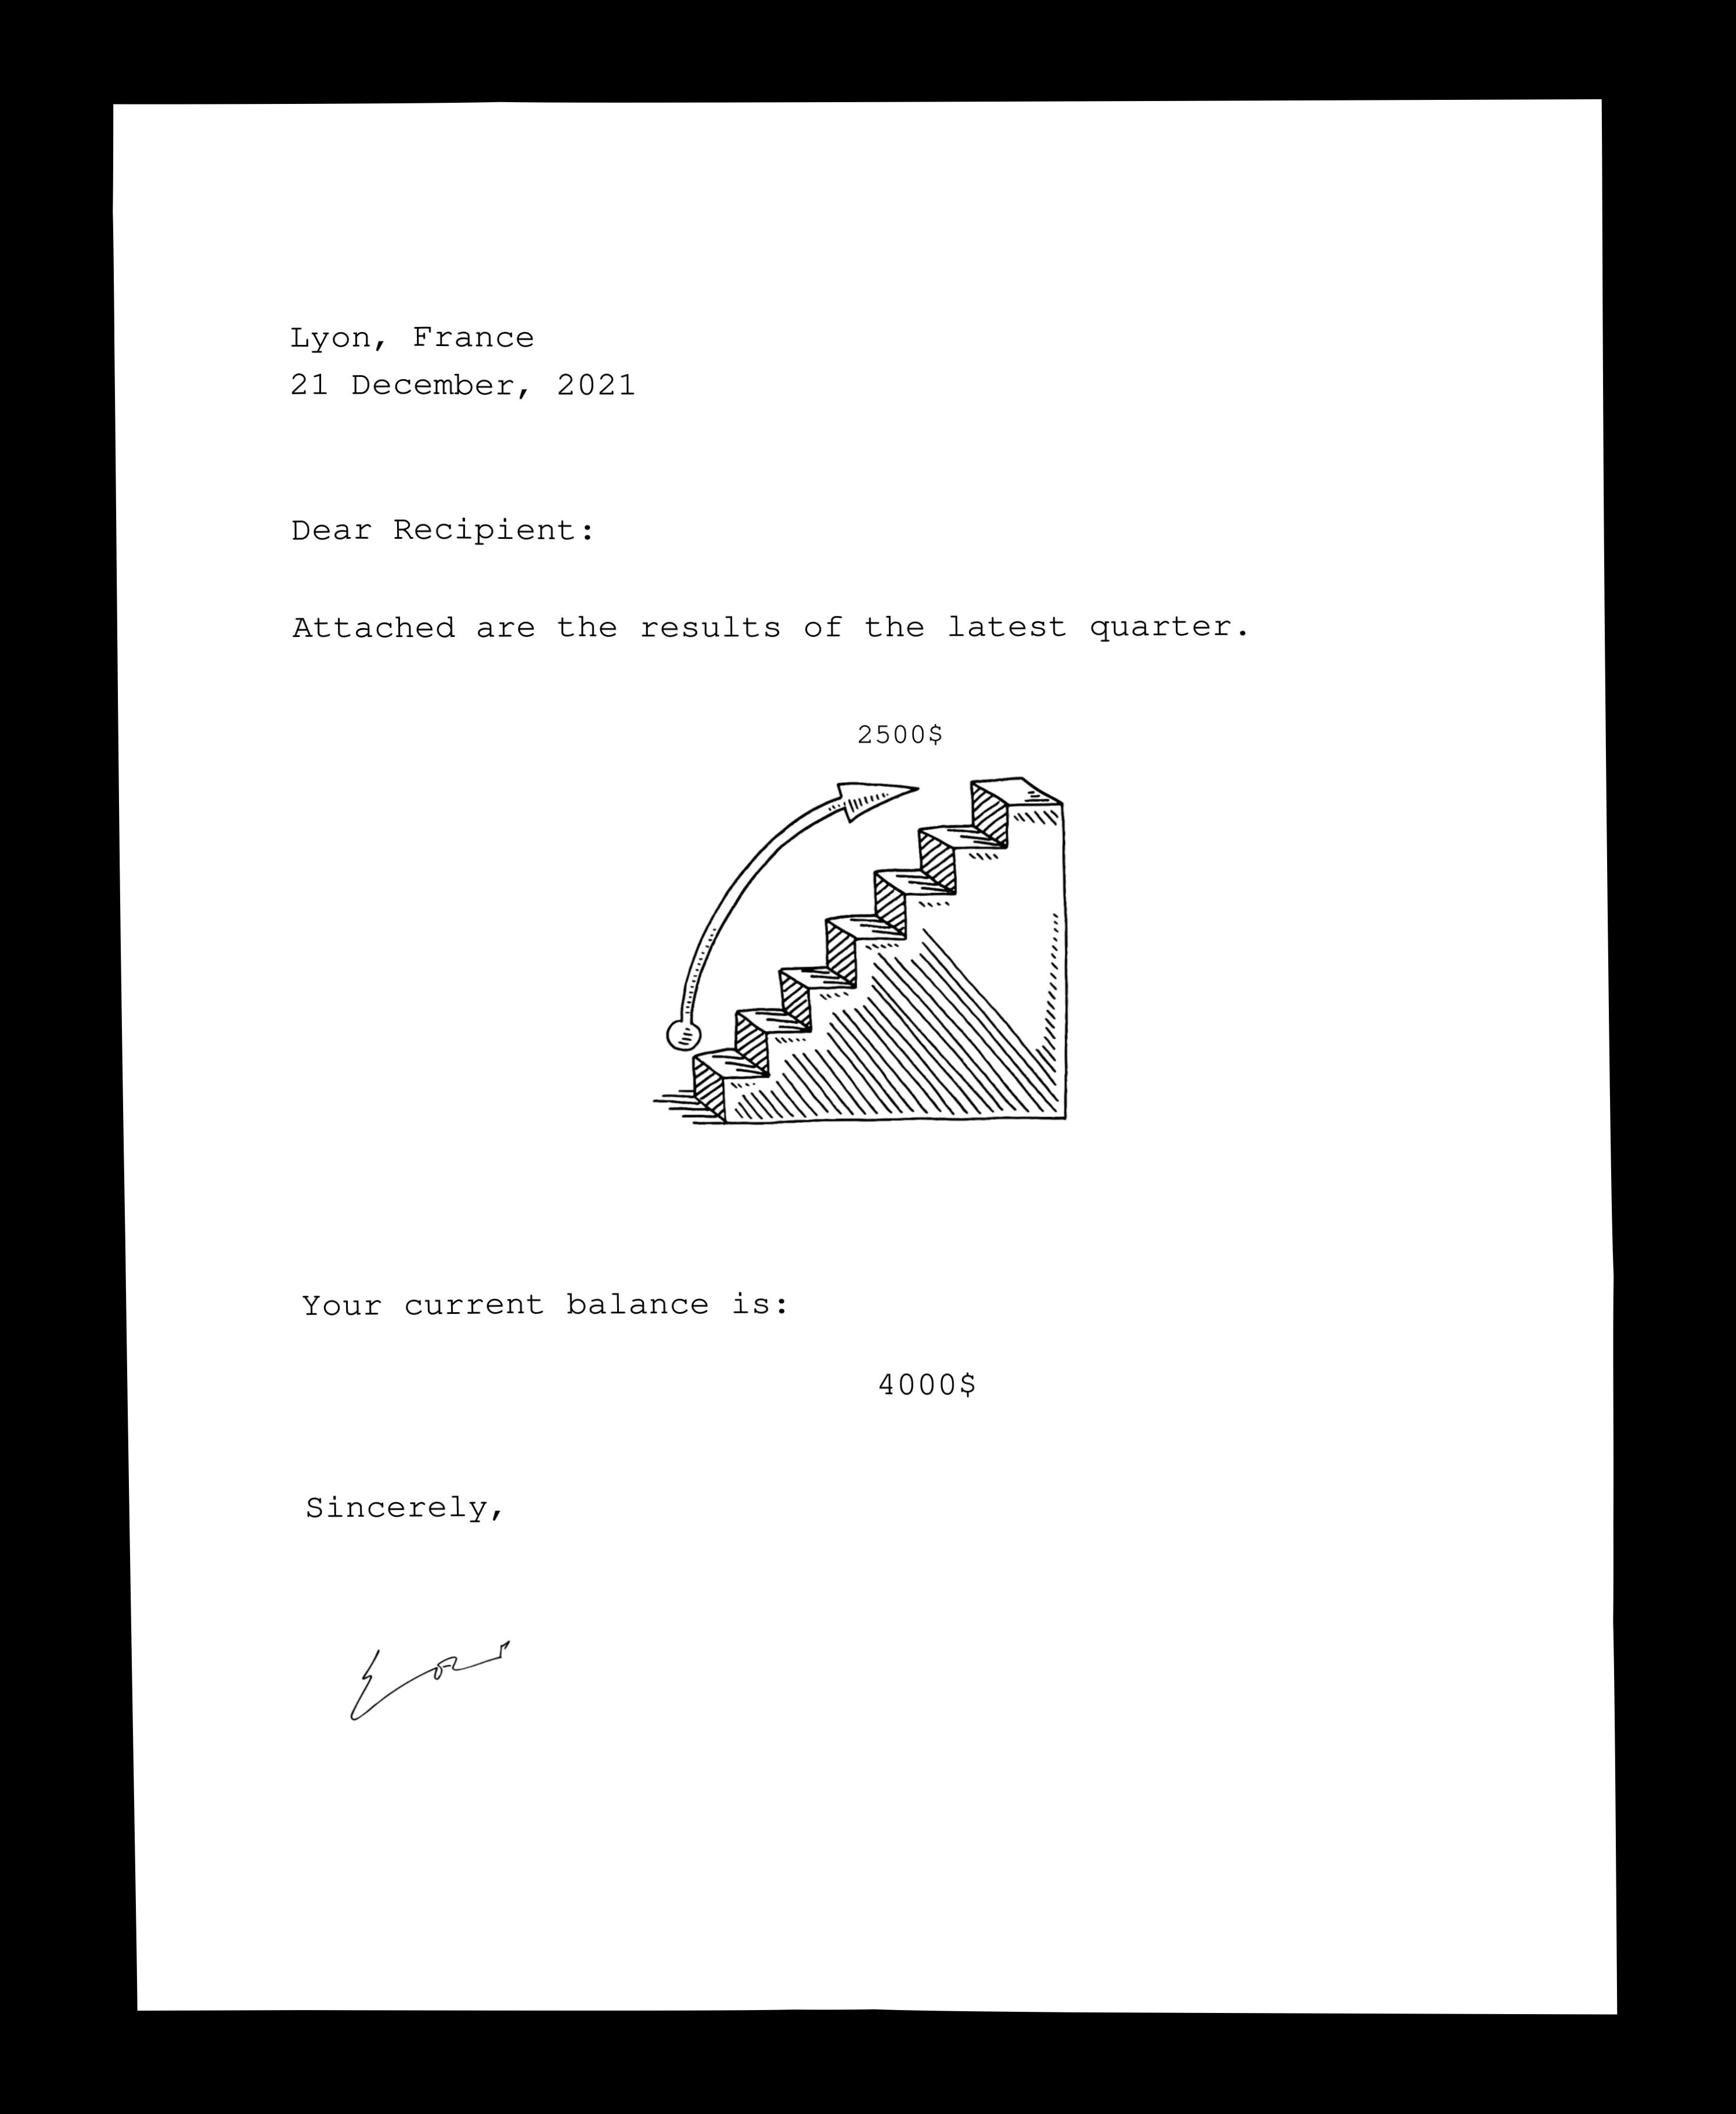 Lyon, France
21 December, 2021
Dear Recipient:
Attached are the results of the latest quarter.
2500$
Your current balance is:
4000$
Sincerely,